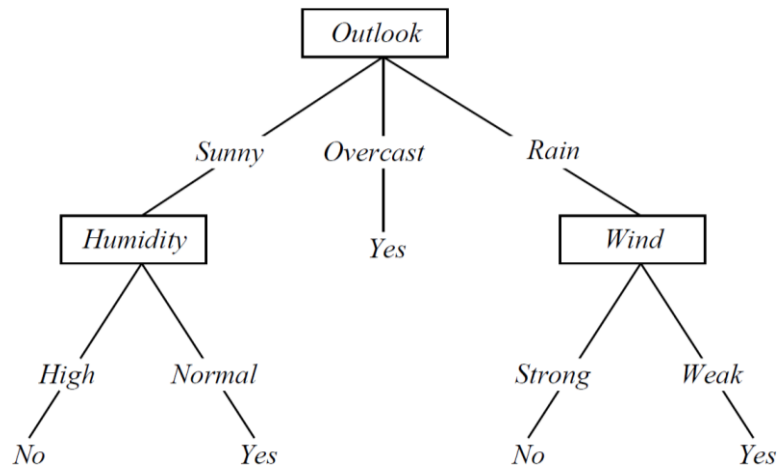 Outlook
Sunny Overcast Rain
Humidity Yes Wind
High Normal Strong Weak
No Yes No Yes